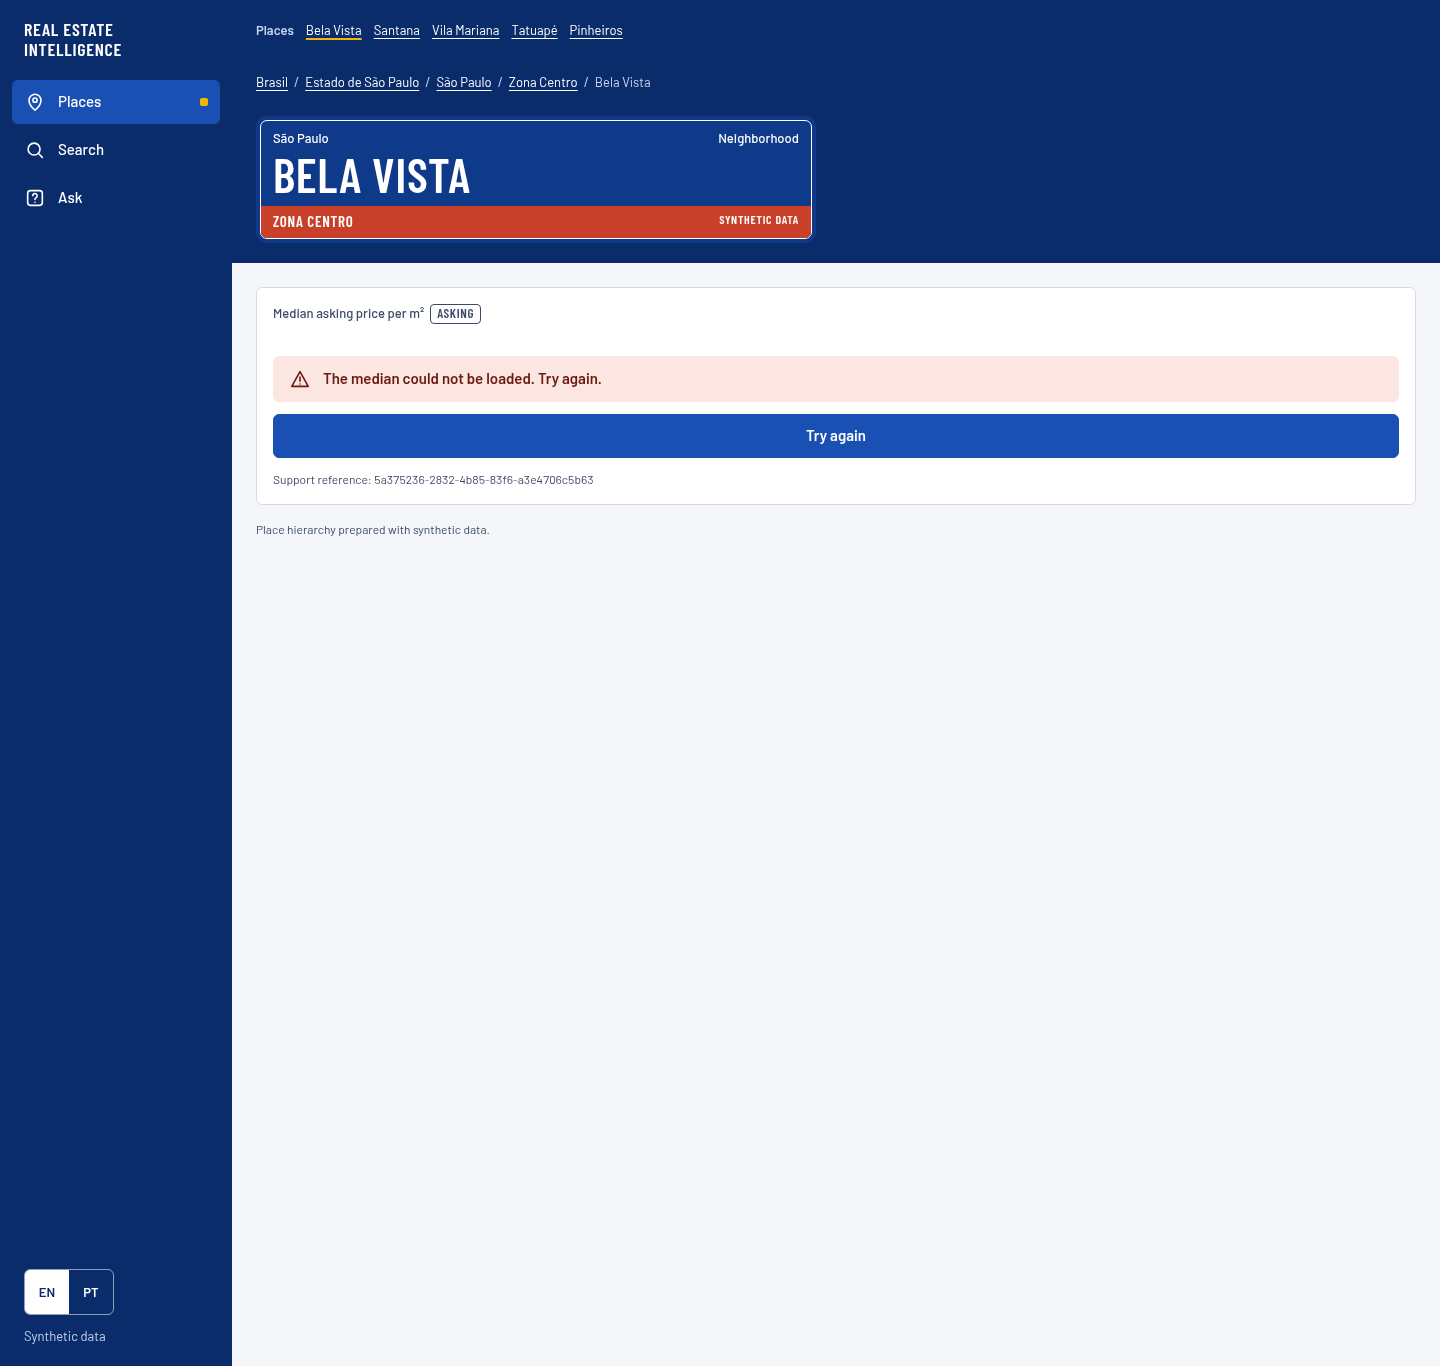 REAL ESTATE
INTELLIGENCE
Places
Search
Ask
EN PT
Synthetic data
Places Bela Vista Santana Vila Mariana Tatuapé Pinheiros
Brasil / Estado de São Paulo / São Paulo / Zona Centro / Bela Vista
São Paulo Neighborhood
BELA VISTA
ZONA CENTRO SYNTHETIC DATA
Median asking price per m² ASKING
The median could not be loaded. Try again.
Try again
Support reference: 5a375236-2832-4b85-83f6-a3e4706c5b63
Place hierarchy prepared with synthetic data.